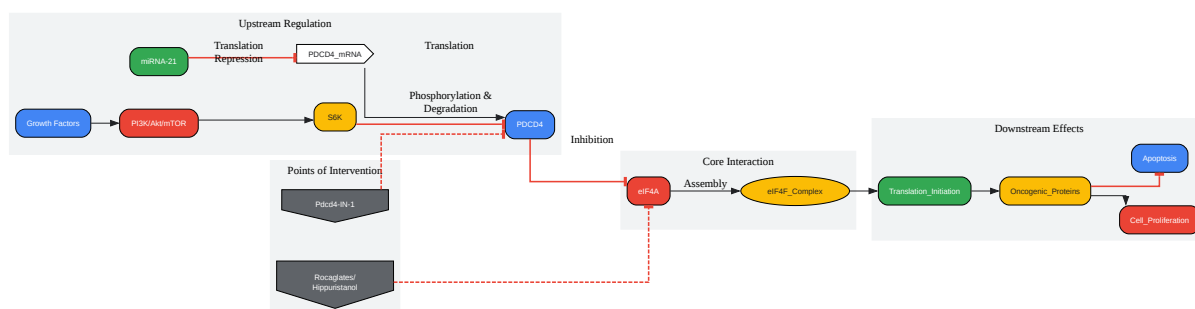 Upstream Regulation
Translation
Repression
miRNA-21
PDCD4_mRNA
Translation
Phosphorylation &
Degradation
Growth Factors
PI3K/Akt/mTOR
S6K
PDCD4
Inhibition
Points of Intervention
Pdcd4-IN-1
Rocaglates/
Hippuristanol
Core Interaction
eIF4A
Assembly
eIF4F_Complex
Downstream Effects
Translation_Initiation
Oncogenic_Proteins
Apoptosis
Cell_Proliferation